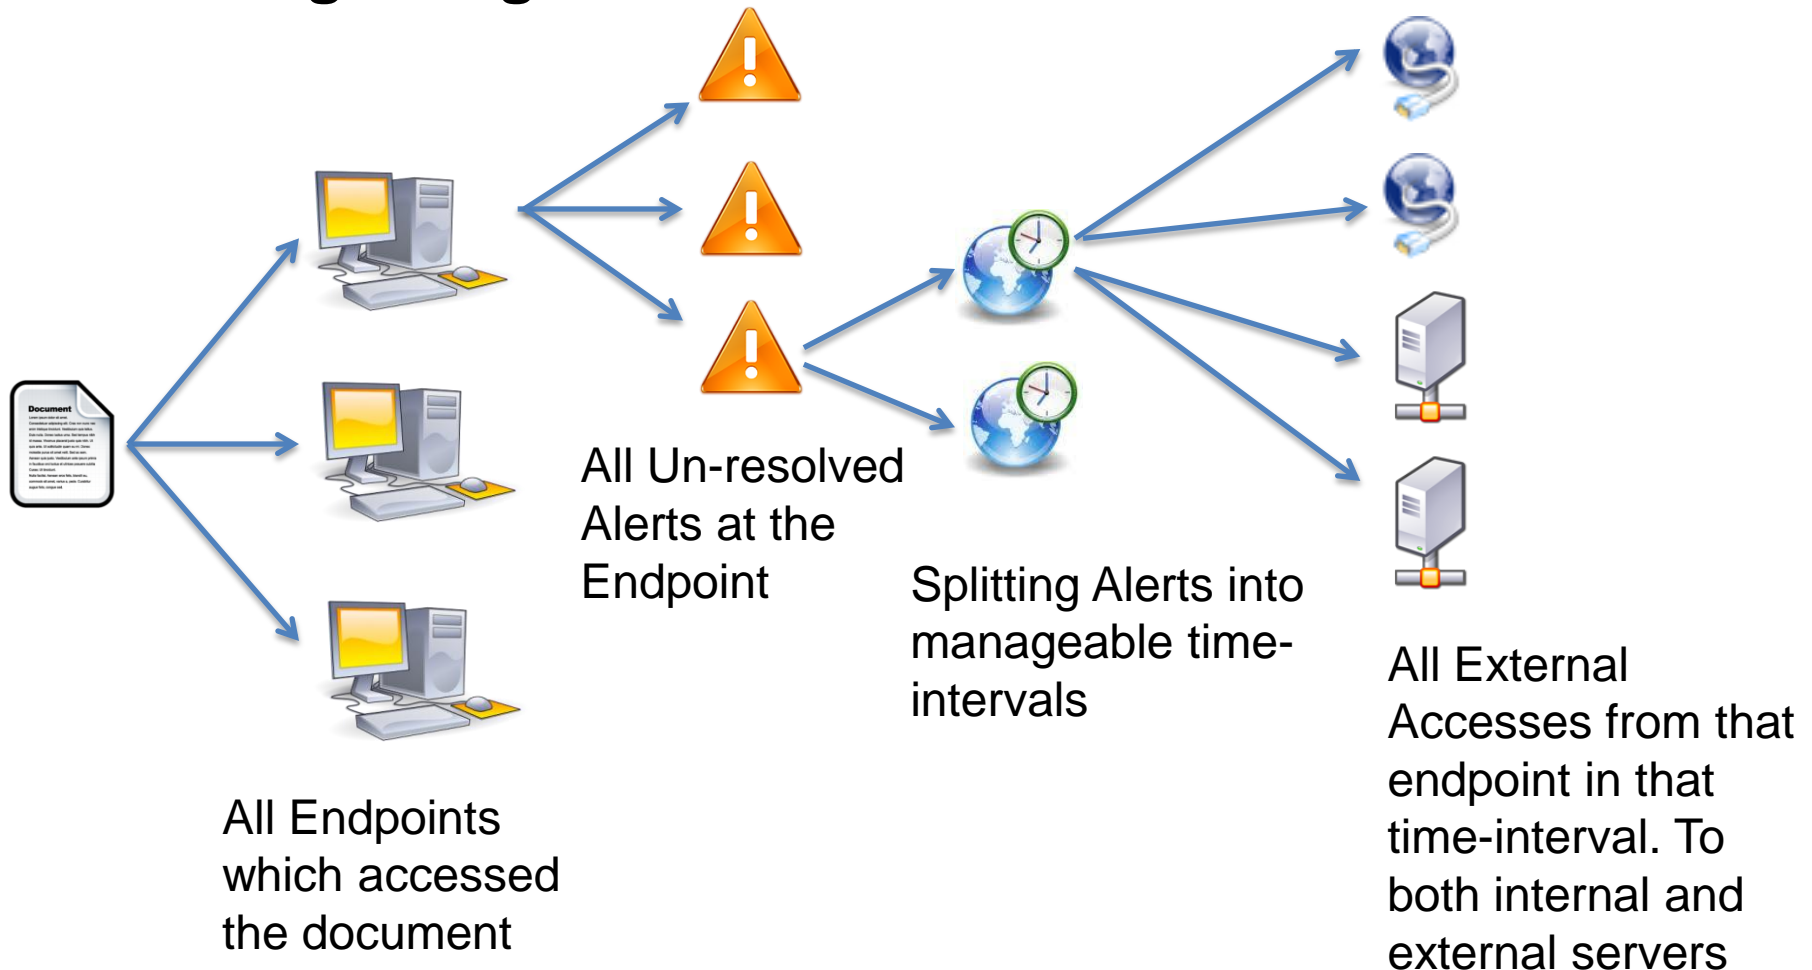 Document
All Un-resolved
Alerts at the
Endpoint
Splitting Alerts into
manageable time-
intervals
All External
Accesses from that
endpoint in that
time-interval. To
both internal and
external servers
All Endpoints
which accessed
the document